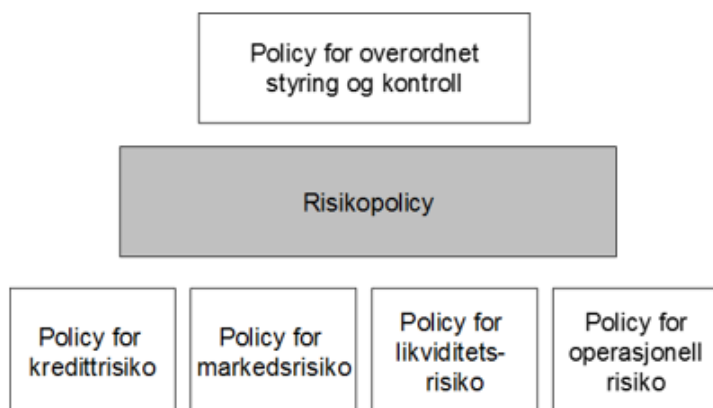 Policy for overordnet
styring og kontroll
Risikopolicy
Policy for
kredittrisiko
Policy for
markedsrisiko
Policy for
likviditets-
risiko
Policy for
operasjonell
risiko